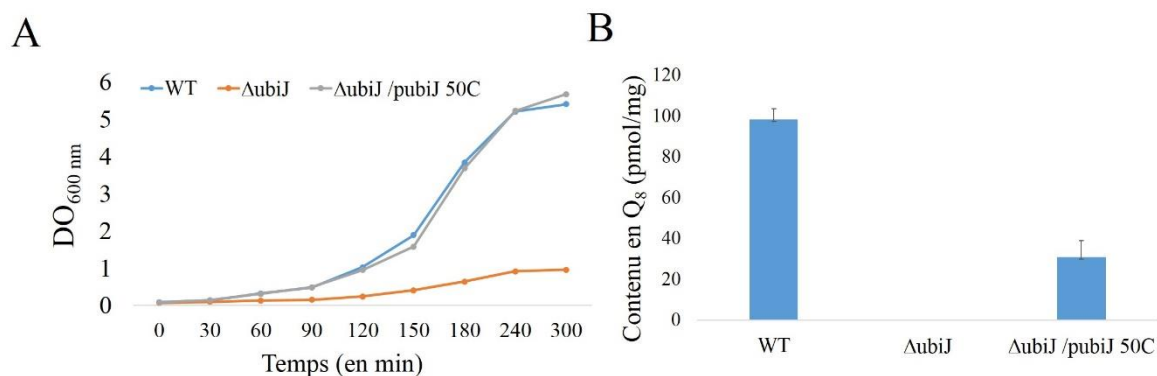 A
DO600 nm
6
5
4
3
2
1
0
WT
ΔubiJ
ΔubiJ /pubiJ 50C
0 30 60 90 120 150 180 240 300
Temps (en min)
B
Contenu en Q8 (pmol/mg)
120
100
80
60
40
20
0
WT ΔubiJ ΔubiJ /pubiJ 50C